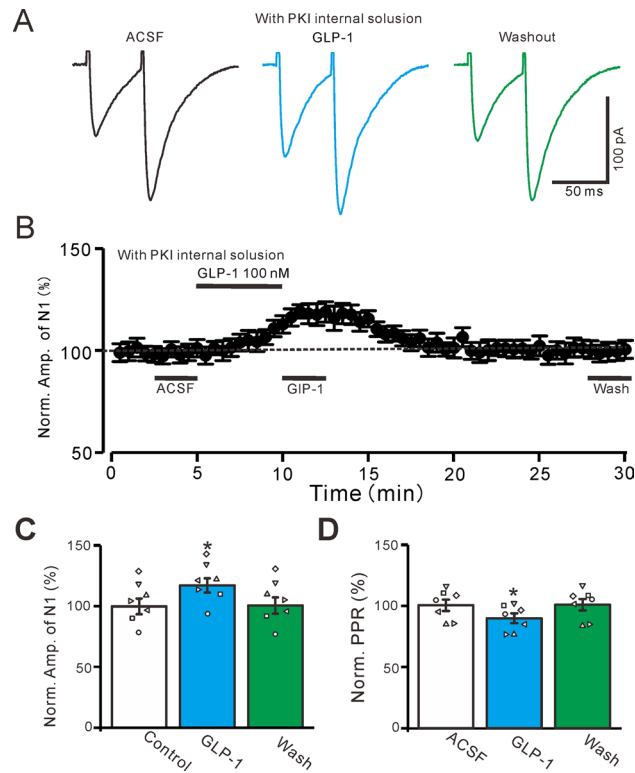 A
With PKI internal solusion
ACSF
GLP-1
Washout
100 pA
50 ms
B
150
100
50
Norm. Amp. of N1 (%)
With PKI internal solusion
GLP-1 100 nM
ACSF
GIP-1
Wash
0
5
10
15
20
25
30
Time (min)
C
150
100
50
0
Norm. Amp. of N1 (%)
*
Control
GLP-1
Wash
D
150
100
50
0
Norm. PPR (%)
*
ACSF
GLP-1
Wash